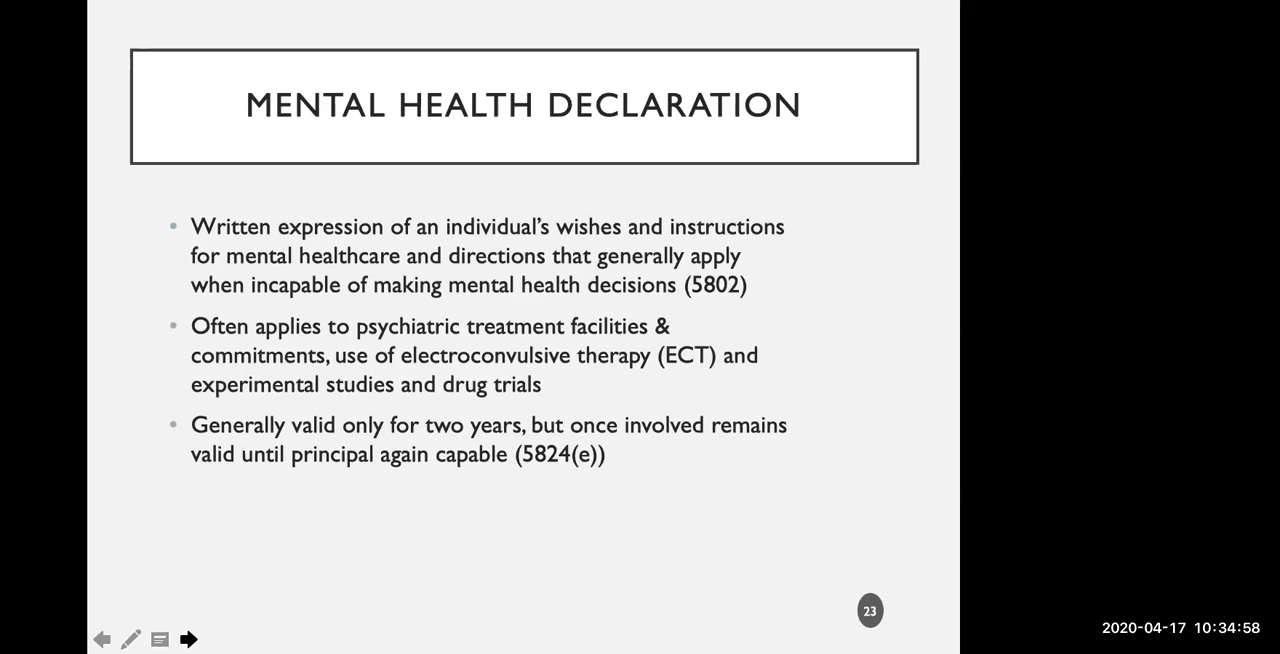 MENTAL HEALTH DECLARATION
• Written expression of an individual’s wishes and instructions
for mental healthcare and directions that generally apply
when incapable of making mental health decisions (5802)
• Often applies to psychiatric treatment facilities &
commitments, use of electroconvulsive therapy (ECT) and
experimental studies and drug trials
• Generally valid only for two years, but once involved remains
valid until principal again capable (5824(e))
23
2020-04-17 10:34:58